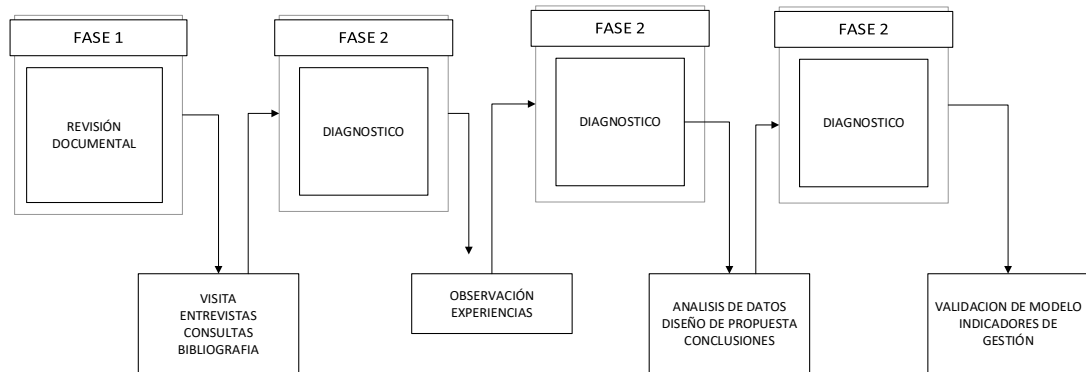 FASE 1
REVISIÓN
DOCUMENTAL
VISITA
ENTREVISTAS
CONSULTAS
BIBLIOGRAFIA
FASE 2
DIAGNOSTICO
OBSERVACIÓN
EXPERIENCIAS
FASE 2
DIAGNOSTICO
ANALISIS DE DATOS
DISEÑO DE PROPUESTA
CONCLUSIONES
FASE 2
DIAGNOSTICO
VALIDACION DE MODELO
INDICADORES DE
GESTIÓN